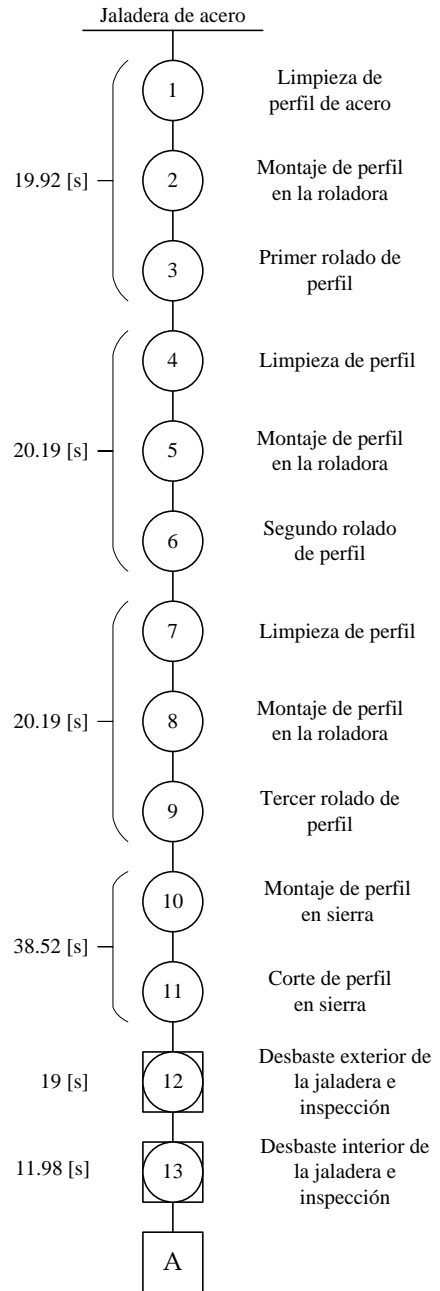 Jaladera de acero
1
Limpieza de
perfil de acero
19.92 [s]
2
Montaje de perfil
en la roladora
3
Primer rolado de
perfil
4
Limpieza de perfil
20.19 [s]
5
Montaje de perfil
en la roladora
6
Segundo rolado
de perfil
7
Limpieza de perfil
20.19 [s]
8
Montaje de perfil
en la roladora
9
Tercer rolado de
perfil
10
Montaje de perfil
en sierra
38.52 [s]
11
Corte de perfil
en sierra
19 [s]
12
Desbaste exterior de
la jaladera e
inspección
11.98 [s]
13
Desbaste interior de
la jaladera e
inspección
A